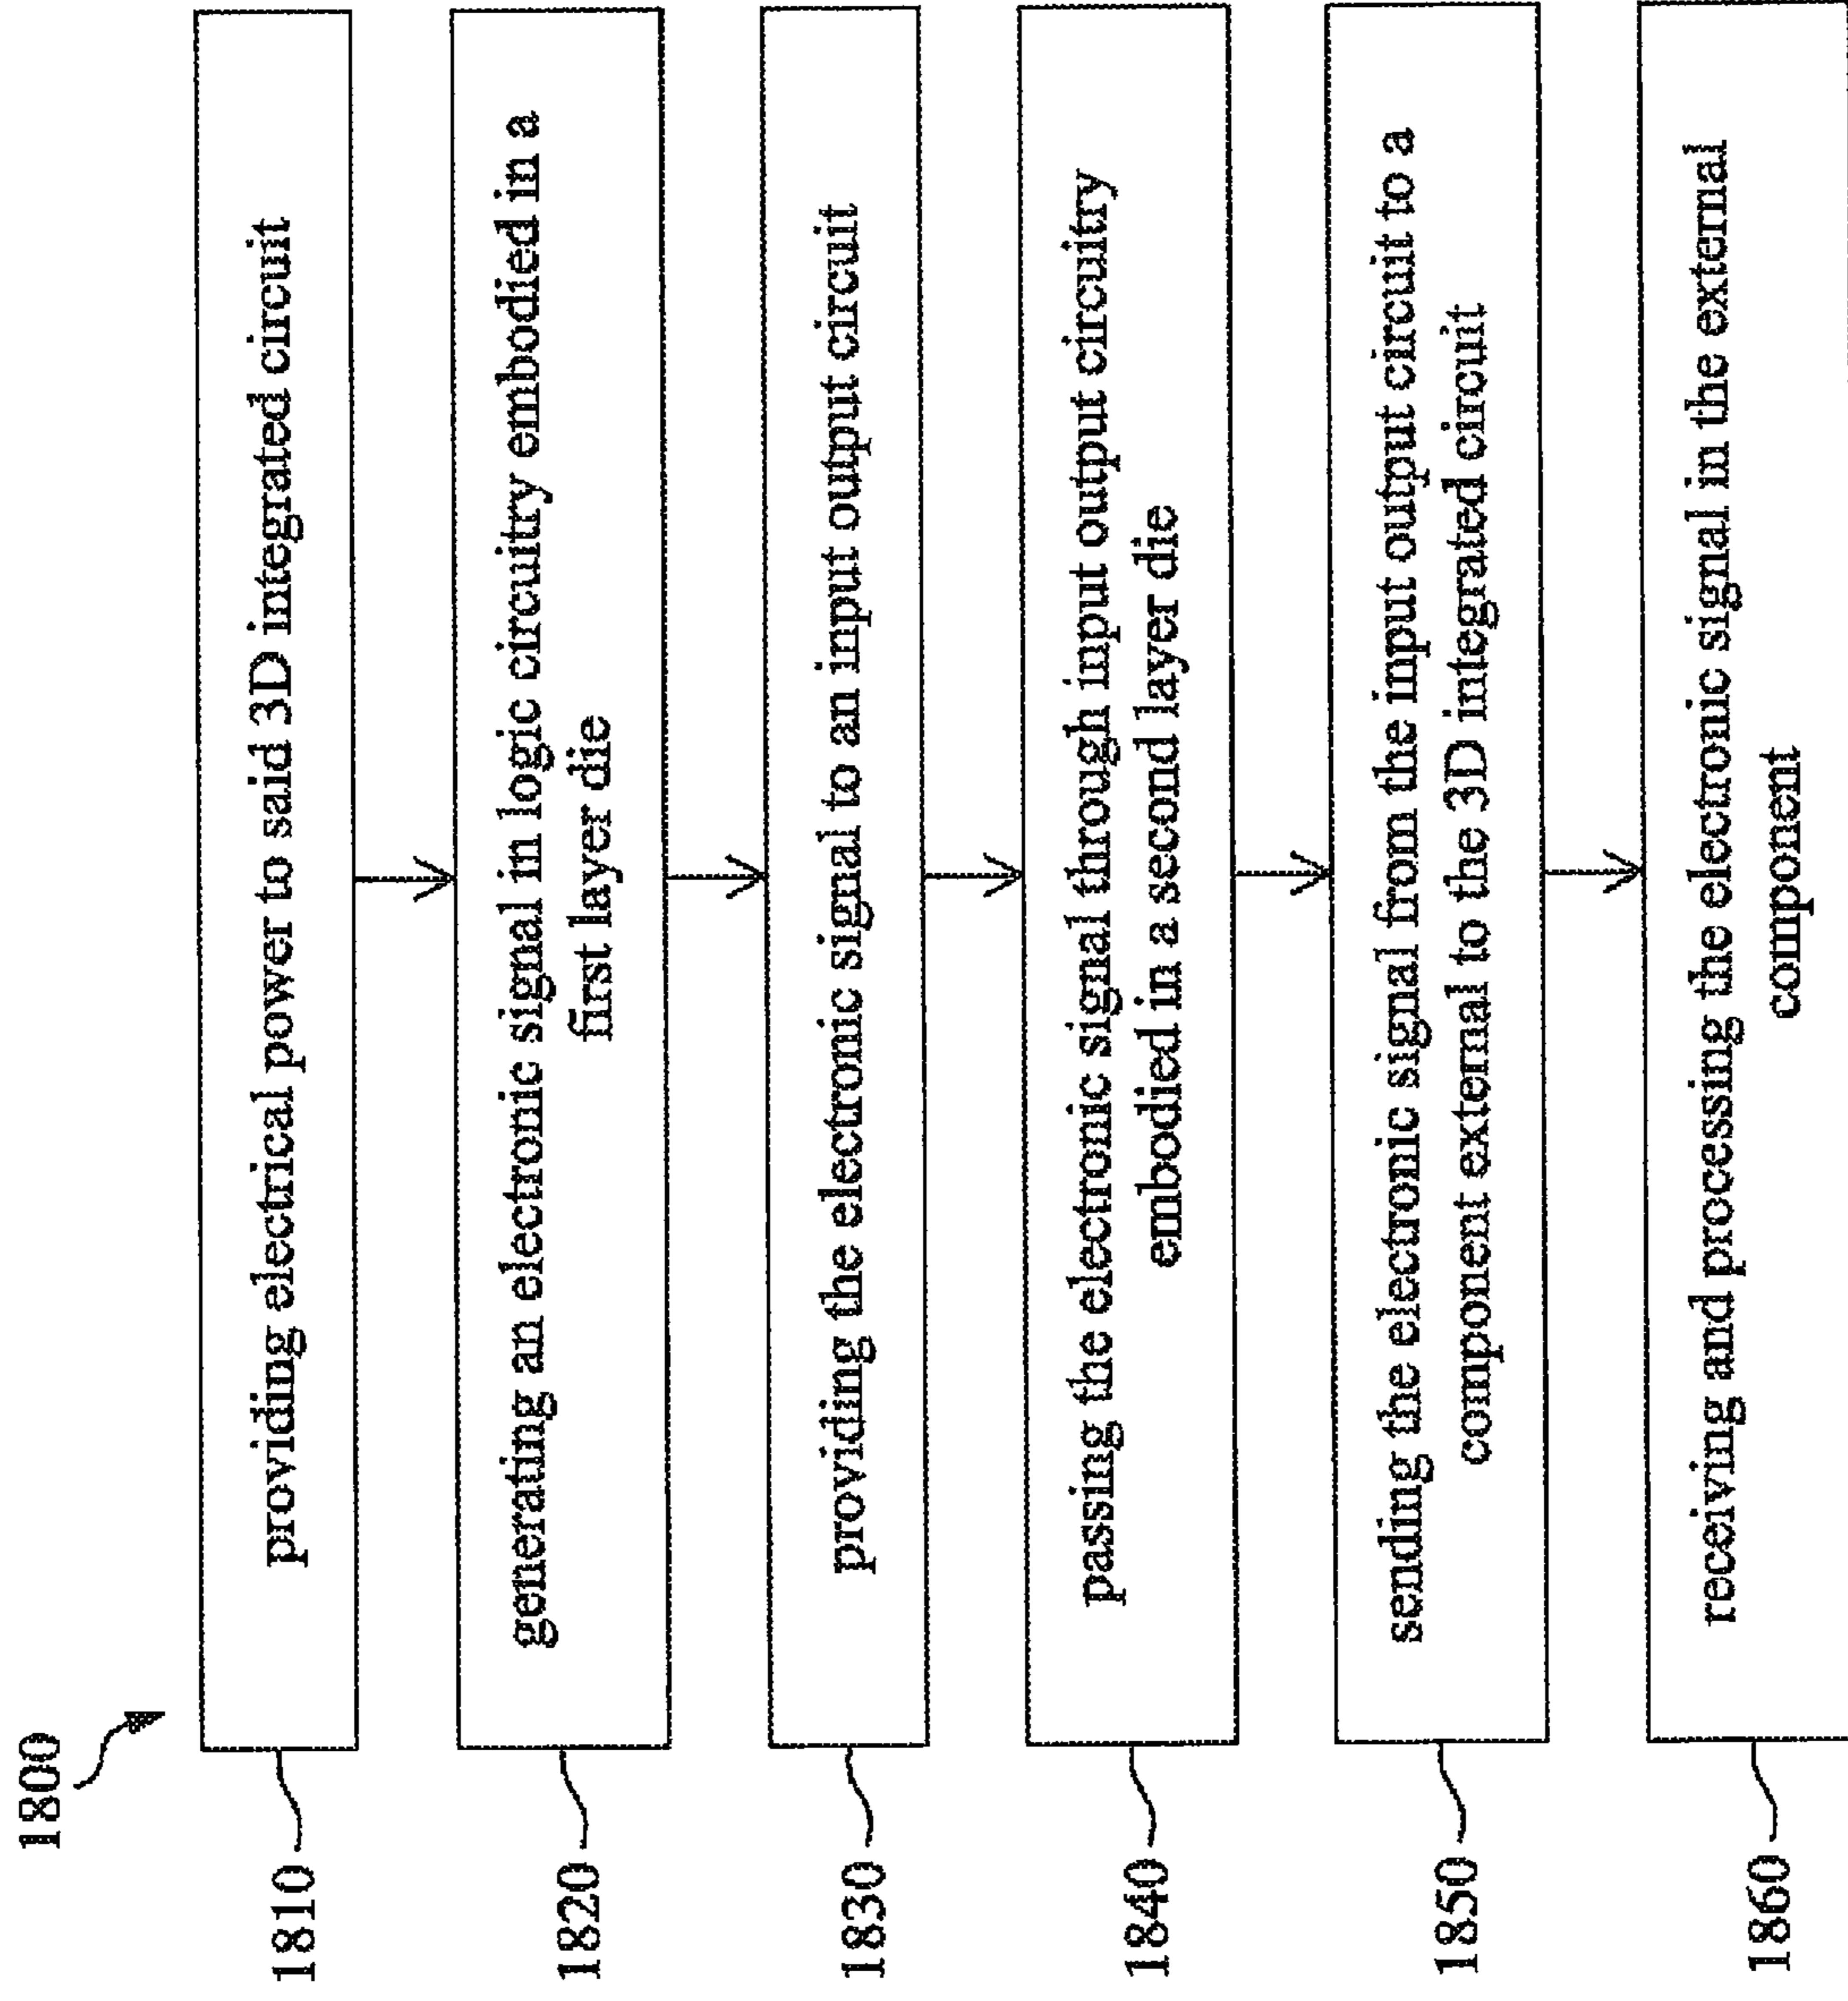 1800
1810
providing electrical power to said 3D integrated circuit
1820
generating an electronic signal in logic circuitry embodied in a
first layer die
1830
providing the electronic signal to an input output circuit
1840
passing the electronic signal through input output circuitry
embodied in a second layer die
1850
sending the electronic signal from the input output circuit to a
component external to the 3D integrated circuit
1860
receiving and processing the electronic signal in the external
component